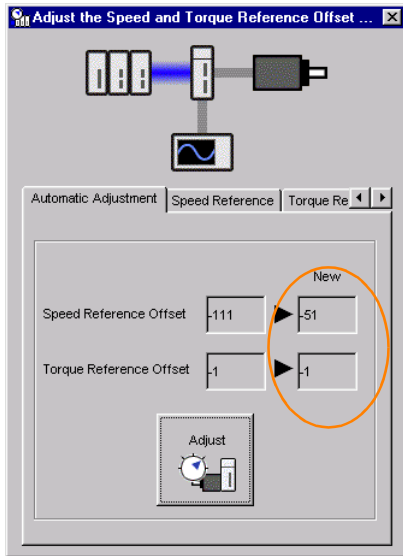 Adjust the Speed and Torque Reference Offset ...
Automatic Adjustment Speed Reference Torque Re
New
Speed Reference Offset -111 -51
Torque Reference Offset -1 -1
Adjust